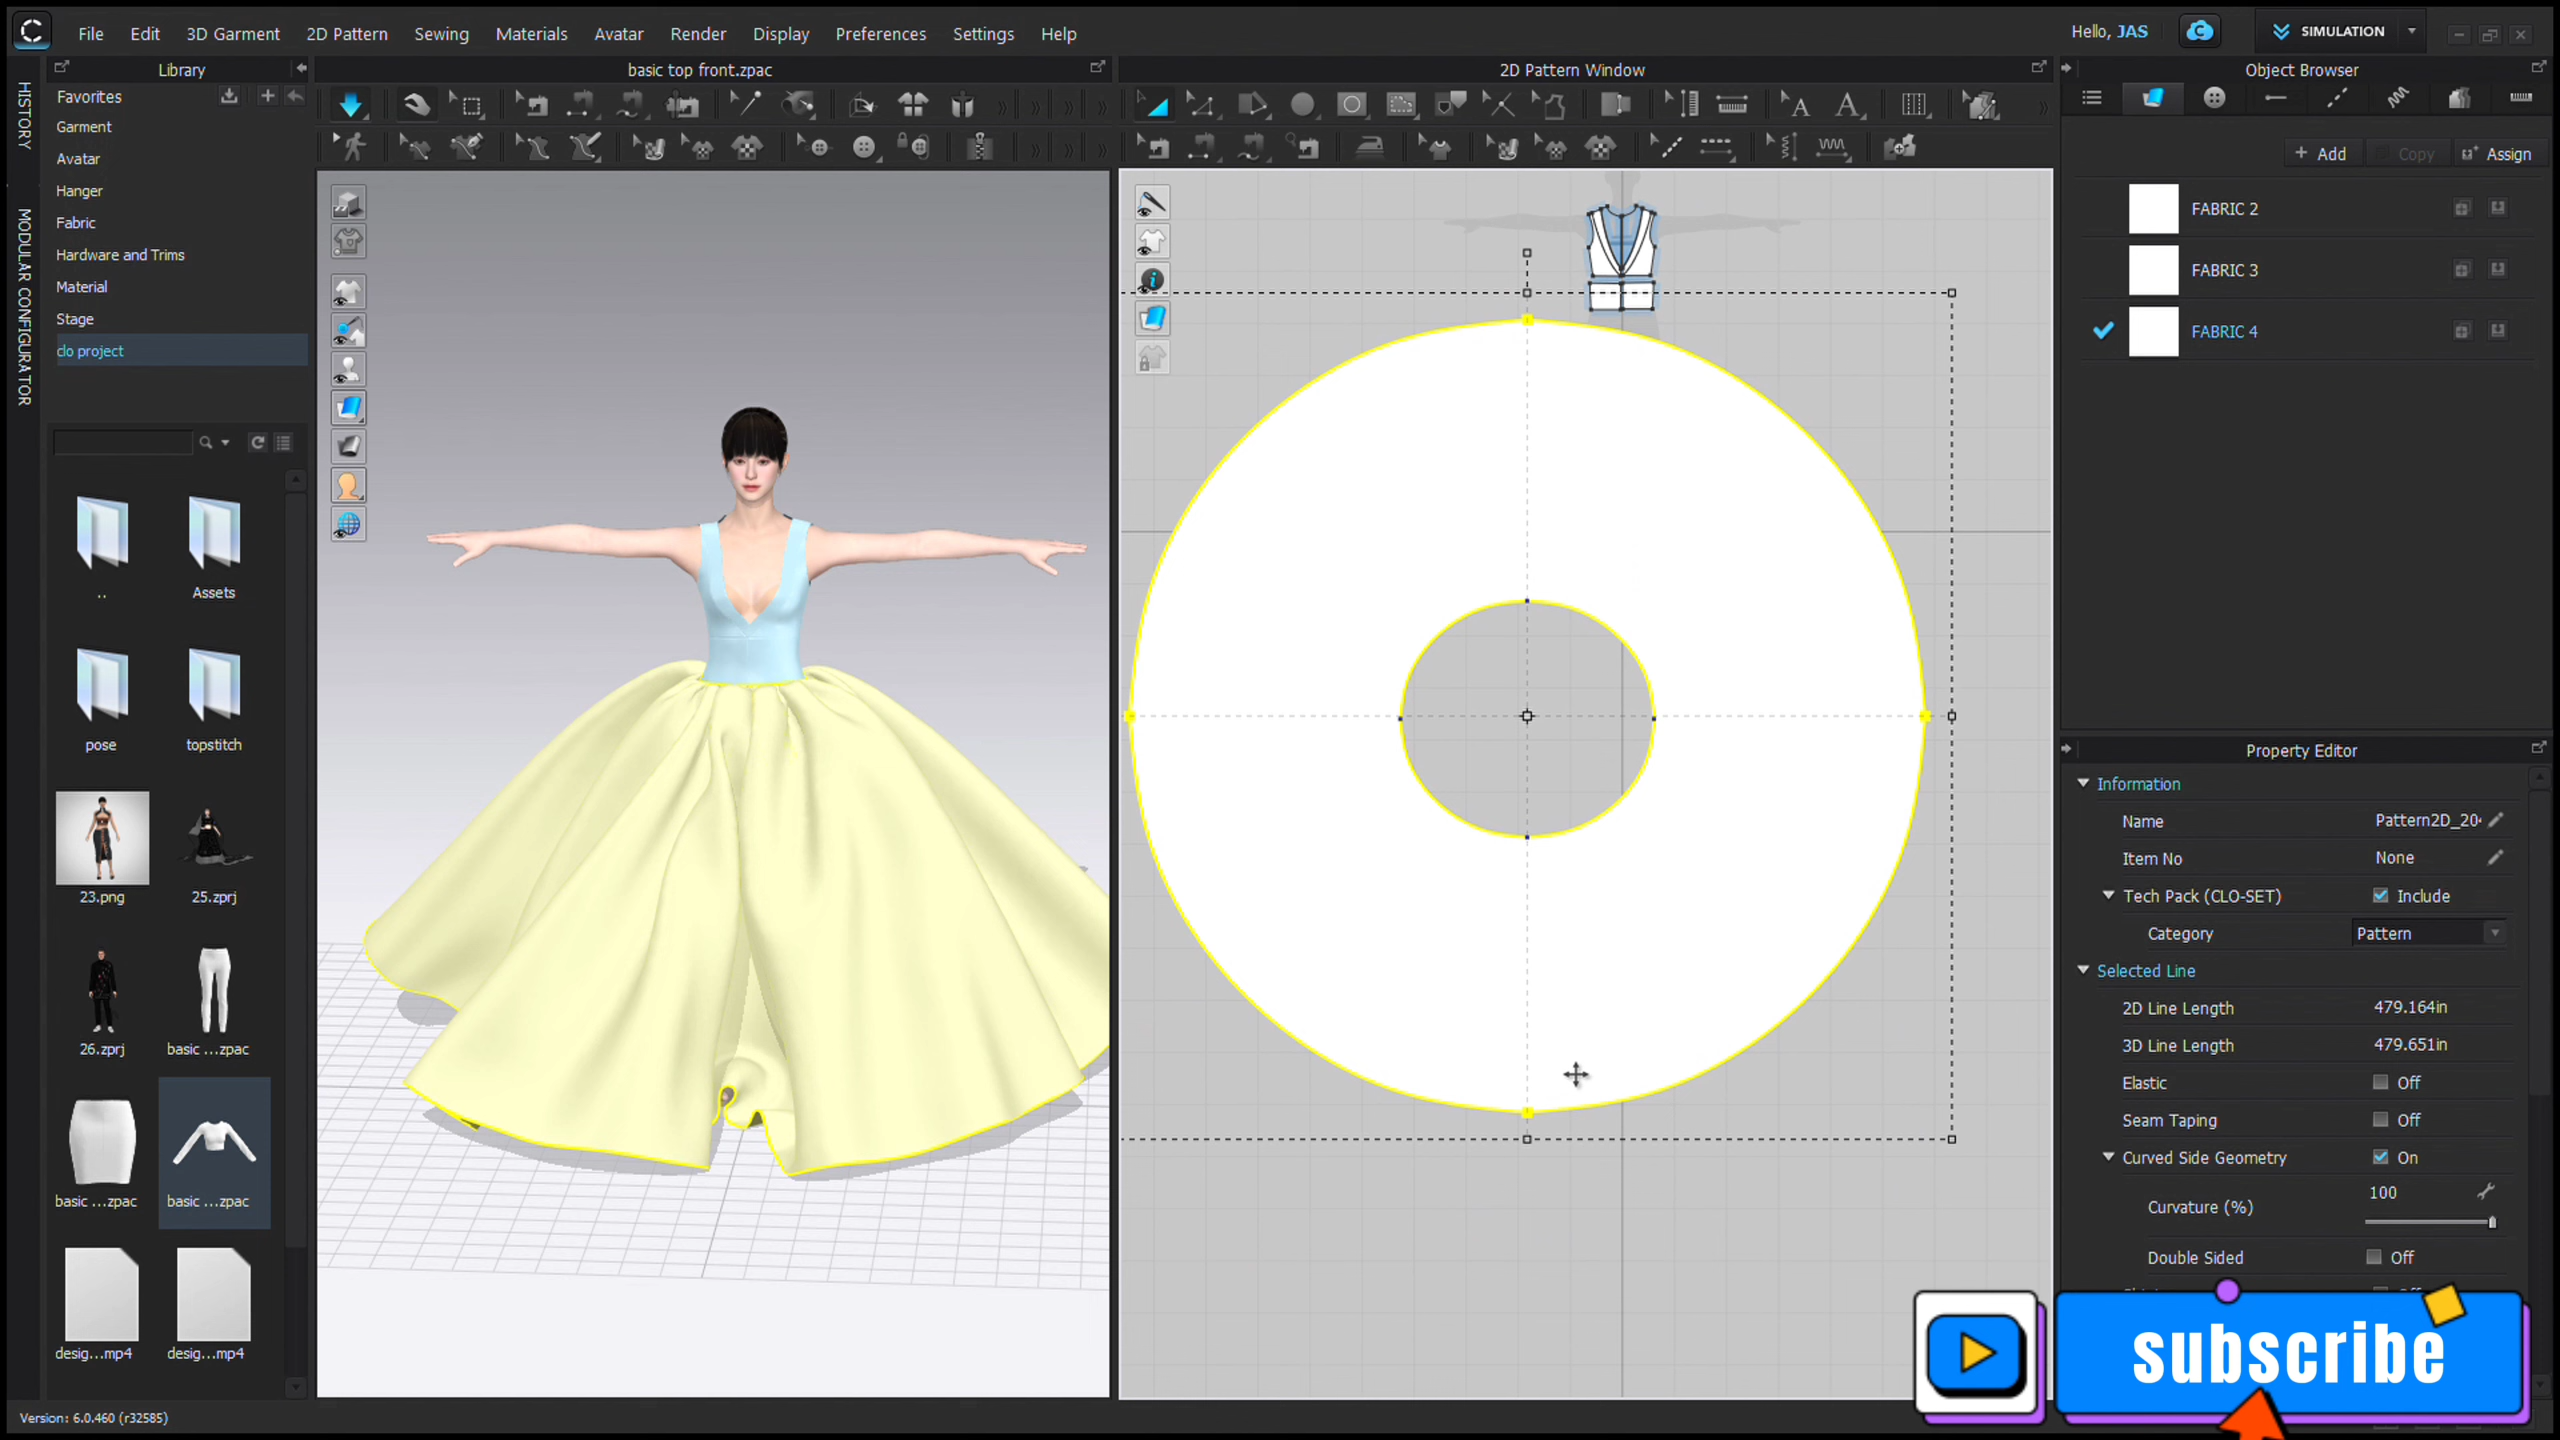 File Edit 3D Garment 2D Pattern Sewing Materials Avatar Render Display Preferences Settings Help
Hello, JAS
SIMULATION
HISTORY
MODULAR CONFIGURATOR
Library
Favorites
Garment
Avatar
Hanger
Fabric
Hardware and Trims
Material
Stage
clo project
..
Assets
pose
topstitch
23.png
25.zprj
26.zprj
basic ...zpac
basic ...zpac
basic ...zpac
desig...mp4
desig...mp4
Version: 6.0.460 (r32585)
basic top front.zpac
2D Pattern Window
Object Browser
+ Add
Copy
Assign
FABRIC 2
FABRIC 3
FABRIC 4
Property Editor
Information
Name Pattern2D_20
Item No None
Tech Pack (CLO-SET) Include
Category Pattern
Selected Line
2D Line Length 479.164in
3D Line Length 479.651in
Elastic Off
Seam Taping Off
Curved Side Geometry On
Curvature (%) 100
Double Sided Off
subscribe